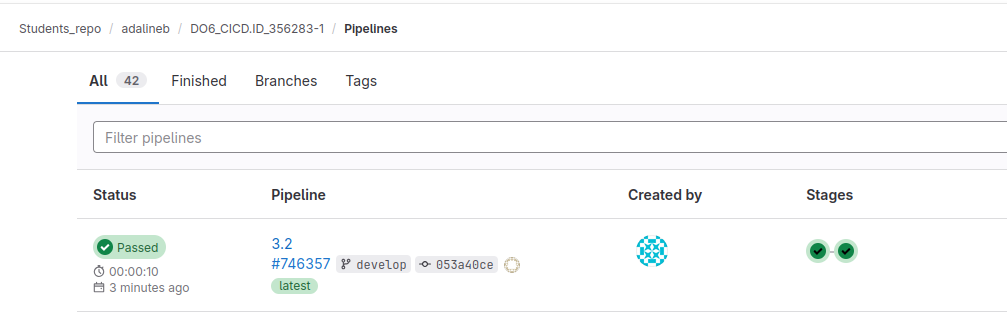 Students_repo / adalineb / DO6_CICD.ID_356283-1 / Pipelines
All 42 Finished Branches Tags
Filter pipelines
Status Pipeline Created by Stages
Passed
00:00:10
3 minutes ago
3.2
#746357 develop 053a40ce
latest